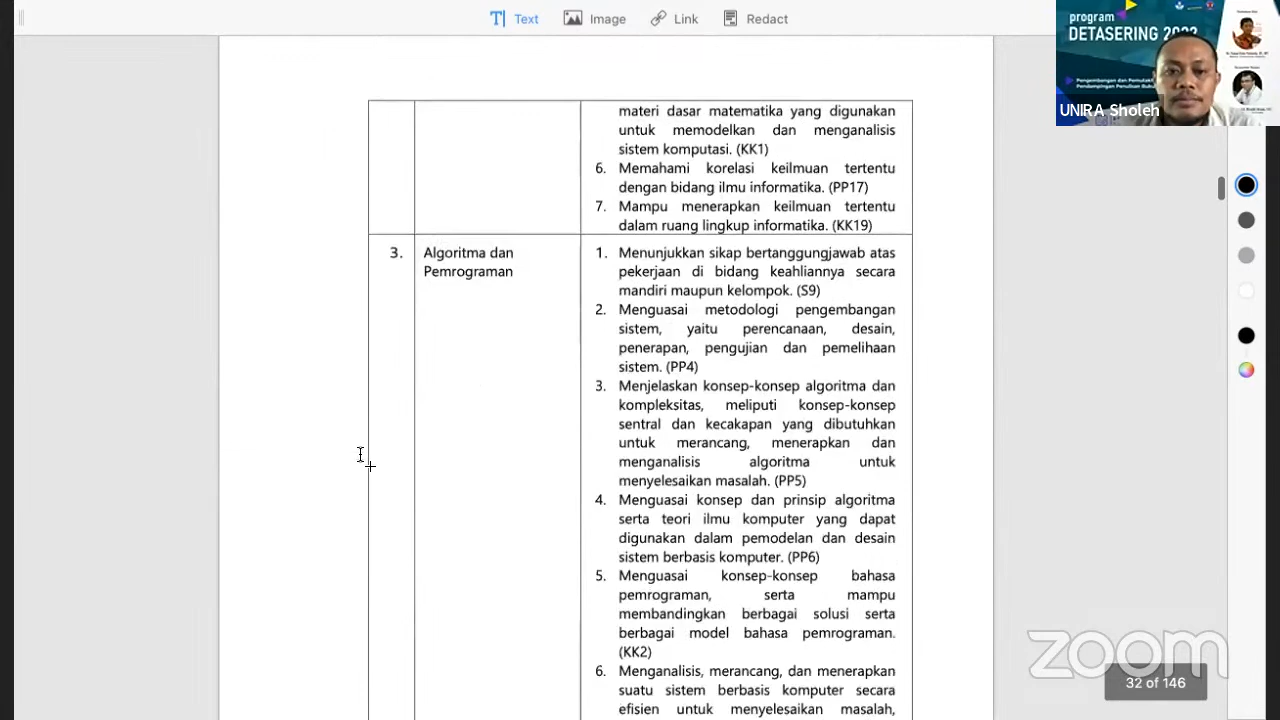 Text
Image
Link
Redact
program
DETASERING 2022
UNIRA Sholeh
materi dasar matematika yang digunakan
untuk memodelkan dan menganalisis
sistem komputasi. (KK1)
6. Memahami korelasi keilmuan tertentu
dengan bidang ilmu informatika. (PP17)
7. Mampu menerapkan keilmuan tertentu
dalam ruang lingkup informatika. (KK19)
3. Algoritma dan
Pemrograman
1. Menunjukkan sikap bertanggungjawab atas
pekerjaan di bidang keahliannya secara
mandiri maupun kelompok. (S9)
2. Menguasai metodologi pengembangan
sistem, yaitu perencanaan, desain,
penerapan, pengujian dan pemelihaan
sistem. (PP4)
3. Menjelaskan konsep-konsep algoritma dan
kompleksitas, meliputi konsep-konsep
sentral dan kecakapan yang dibutuhkan
untuk merancang, menerapkan dan
menganalisis algoritma untuk
menyelesaikan masalah. (PP5)
4. Menguasai konsep dan prinsip algoritma
serta teori ilmu komputer yang dapat
digunakan dalam pemodelan dan desain
sistem berbasis komputer. (PP6)
5. Menguasai konsep-konsep bahasa
pemrograman, serta mampu
membandingkan berbagai solusi serta
berbagai model bahasa pemrograman.
(KK2)
6. Menganalisis, merancang, dan menerapkan
suatu sistem berbasis komputer secara
efisien untuk menyelesaikan masalah,
zoom
32 of 146